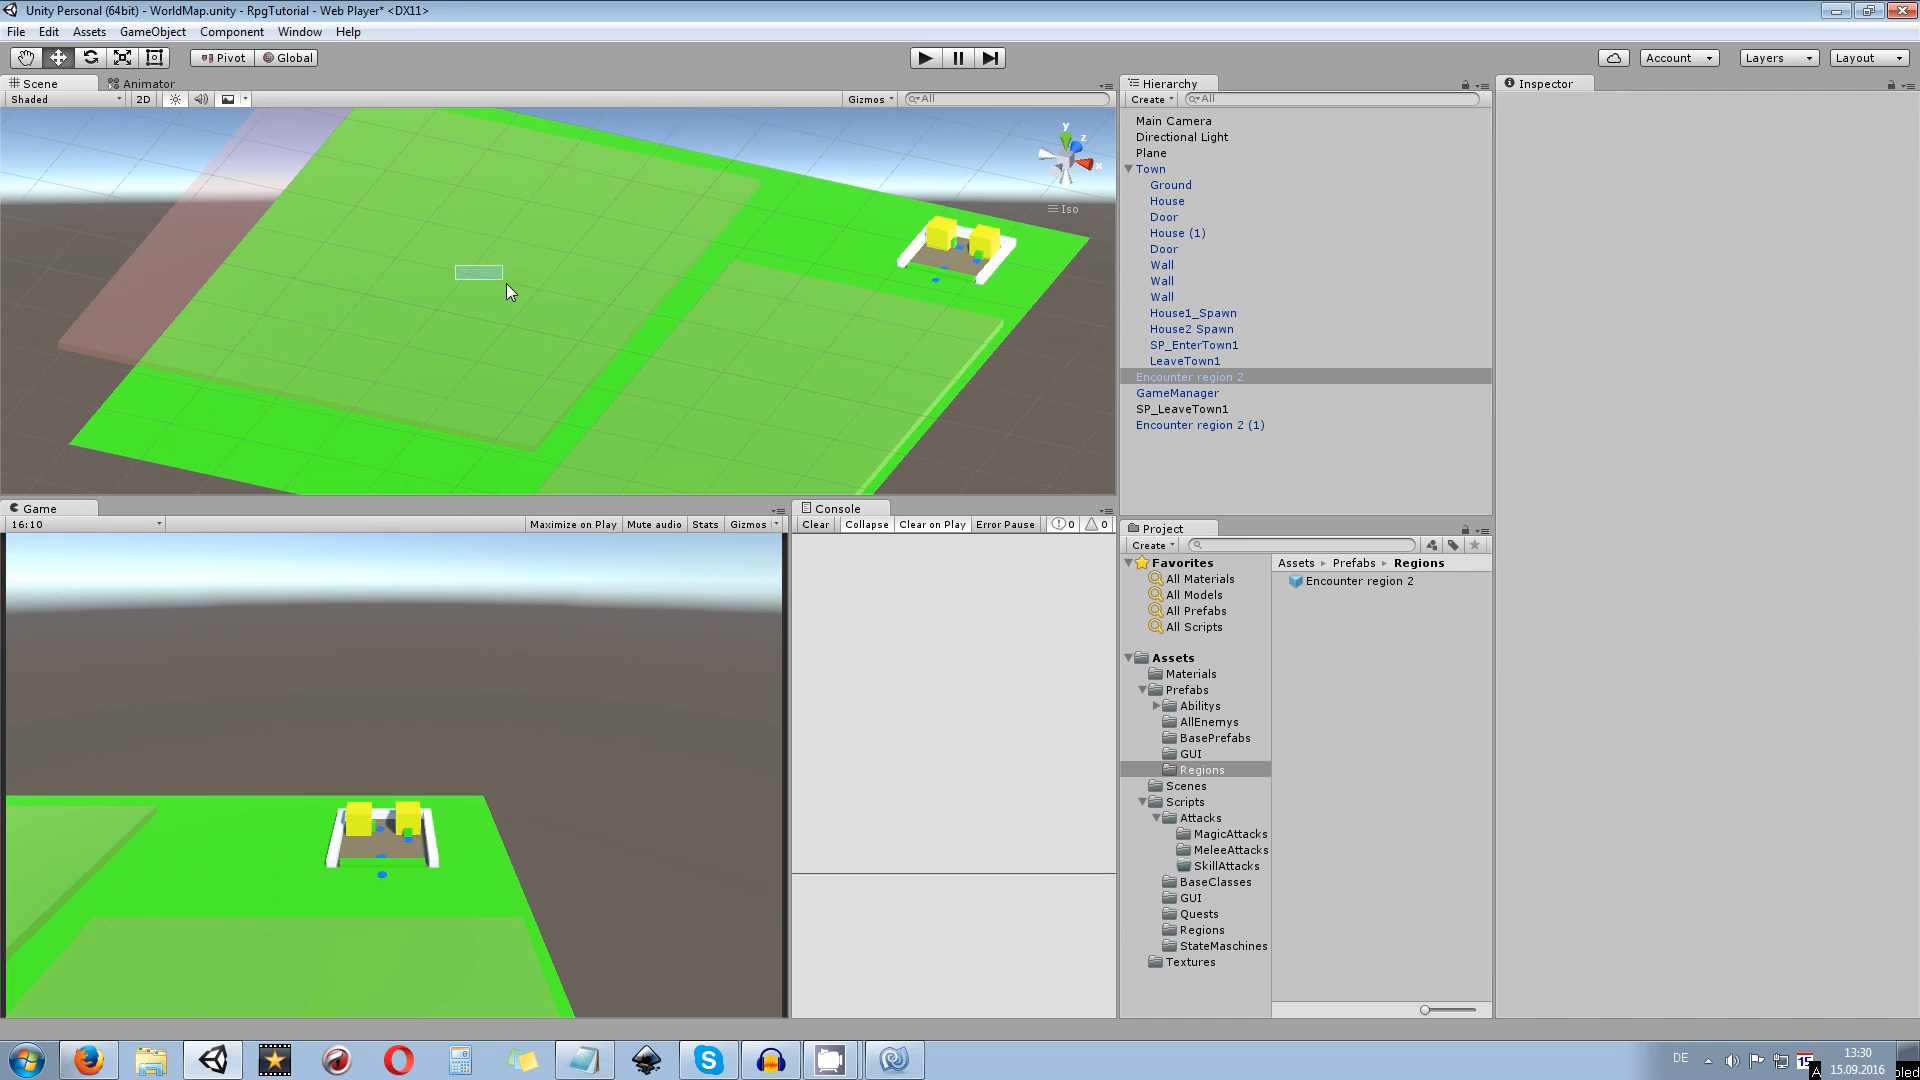 Unity Personal (64bit) - WorldMap.unity - RpgTutorial - Web Player* <DX11>
File Edit Assets GameObject Component Window Help
Pivot Global Account Layers Layout
Scene Animator
Shaded 2D Gizmos All
y
z
x
Iso
Hierarchy
Create All
Main Camera
Directional Light
Plane
Town
Ground
House
Door
House (1)
Door
Wall
Wall
Wall
House1_Spawn
House2 Spawn
SP_EnterTown1
LeaveTown1
Encounter region 2
GameManager
SP_LeaveTown1
Encounter region 2 (1)
Inspector
Game
16:10 Maximize on Play Mute audio Stats Gizmos
Console
Clear Collapse Clear on Play Error Pause 0 0
Project
Create
Favorites
All Materials
All Models
All Prefabs
All Scripts
Assets
Materials
Prefabs
Abilitys
AllEnemys
BasePrefabs
GUI
Regions
Scenes
Scripts
Attacks
MagicAttacks
MeleeAttacks
SkillAttacks
BaseClasses
GUI
Quests
Regions
StateMaschines
Textures
Assets Prefabs Regions
Encounter region 2
DE
15
13:30
15.09.2016